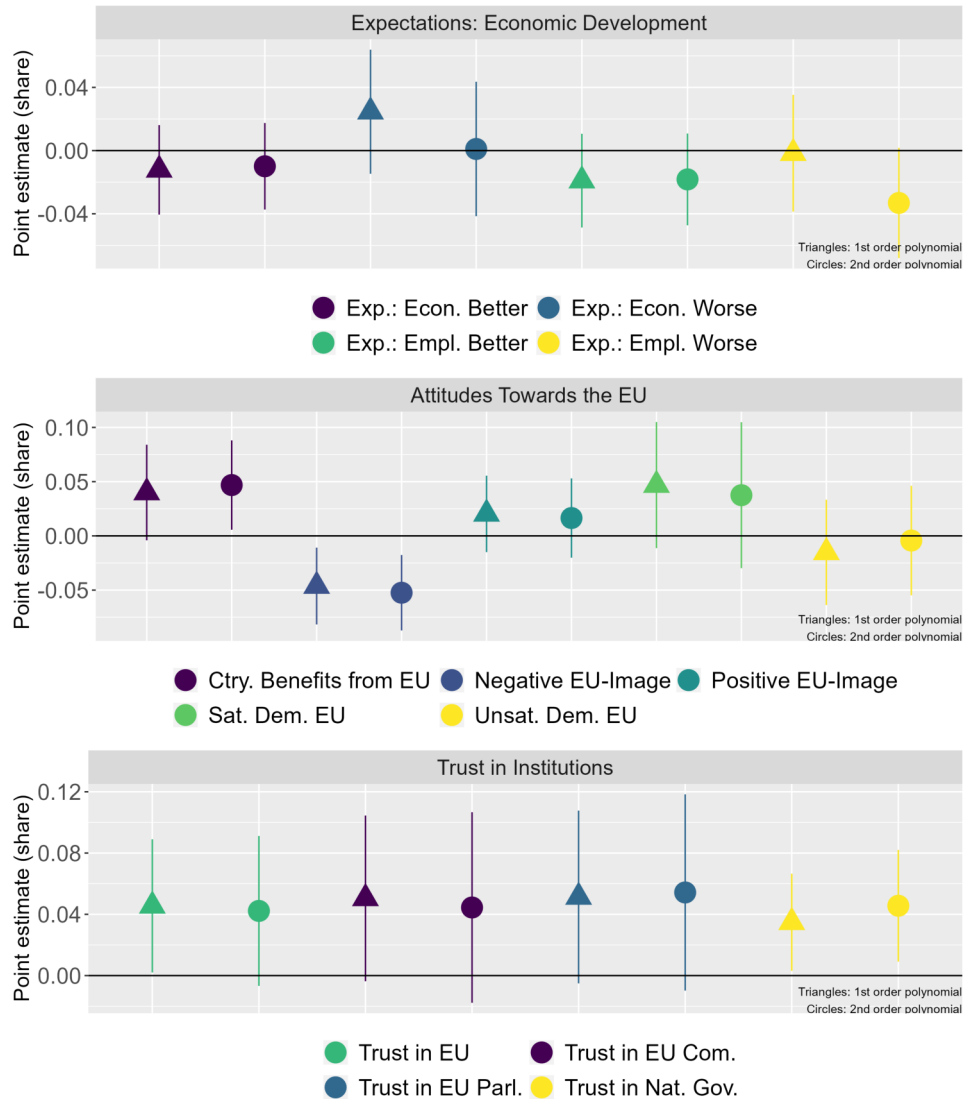 Expectations: Economic Development
Point estimate (share)
0.04
0.00
-0.04
Triangles: 1st order polynomial
Circles: 2nd order polynomial
Exp.: Econ. Better
Exp.: Econ. Worse
Exp.: Empl. Better
Exp.: Empl. Worse
Attitudes Towards the EU
Point estimate (share)
0.10
0.05
0.00
-0.05
Triangles: 1st order polynomial
Circles: 2nd order polynomial
Ctry. Benefits from EU
Negative EU-Image
Positive EU-Image
Sat. Dem. EU
Unsat. Dem. EU
Trust in Institutions
Point estimate (share)
0.12
0.08
0.04
0.00
Triangles: 1st order polynomial
Circles: 2nd order polynomial
Trust in EU
Trust in EU Com.
Trust in EU Parl.
Trust in Nat. Gov.